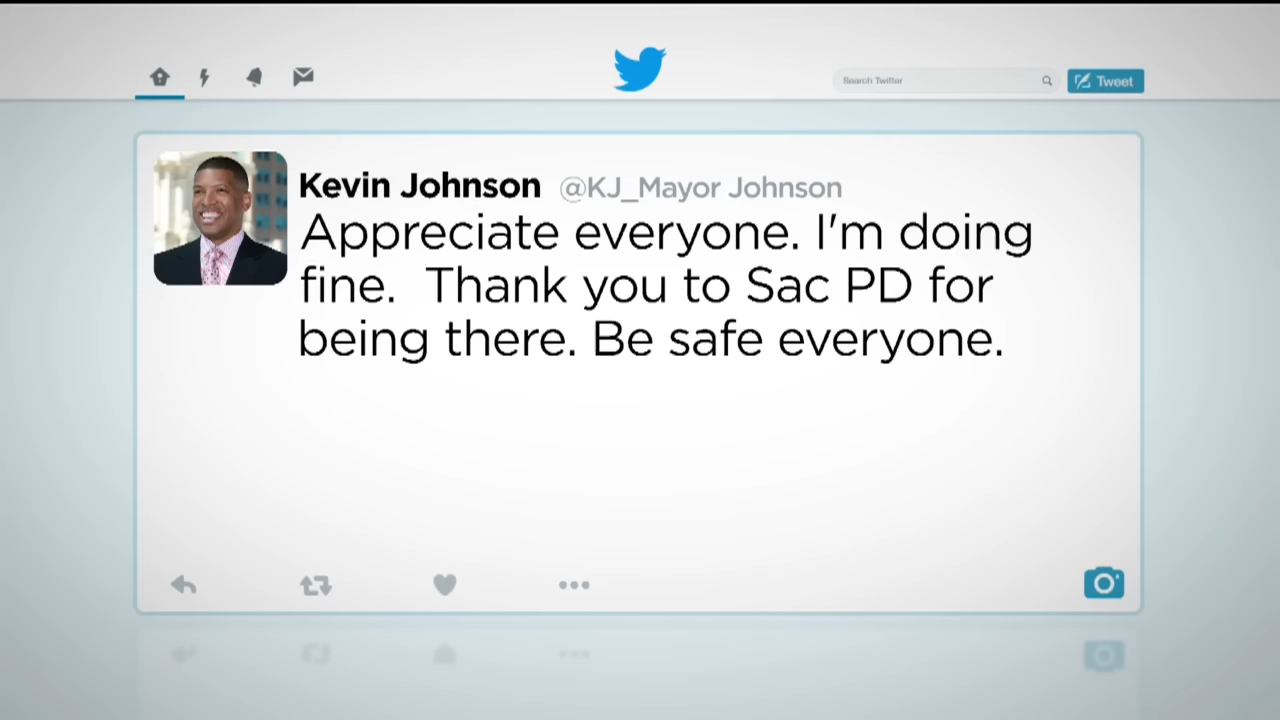 Search Twitter
Tweet
Kevin Johnson @KJ_Mayor Johnson
Appreciate everyone. I'm doing
fine.  Thank you to Sac PD for
being there. Be safe everyone.